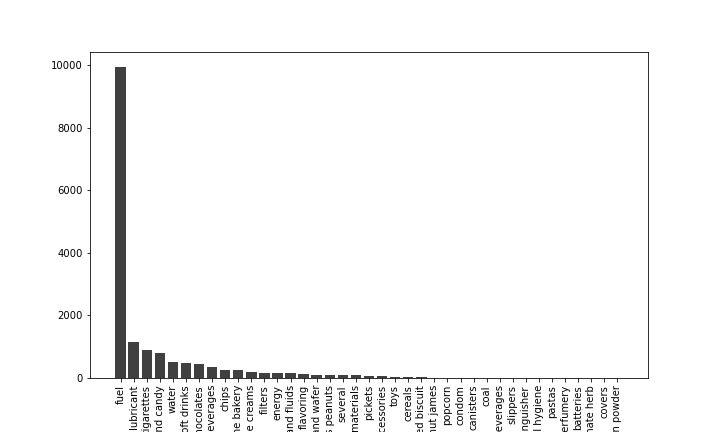 10000
8000
6000
4000
2000
0
fuel
lubricant
igarettes
nd candy
water
oft drinks
ocolates
everages
chips
ne bakery
e creams
filters
energy
and fluids
flavoring
and wafer
s peanuts
several
materials
pickets
cessories
toys
cereals
ed biscuit
nut james
popcorn
condom
canisters
coal
everages
slippers
nguisher
l hygiene
pastas
erfumery
batteries
nate herb
covers
n powder